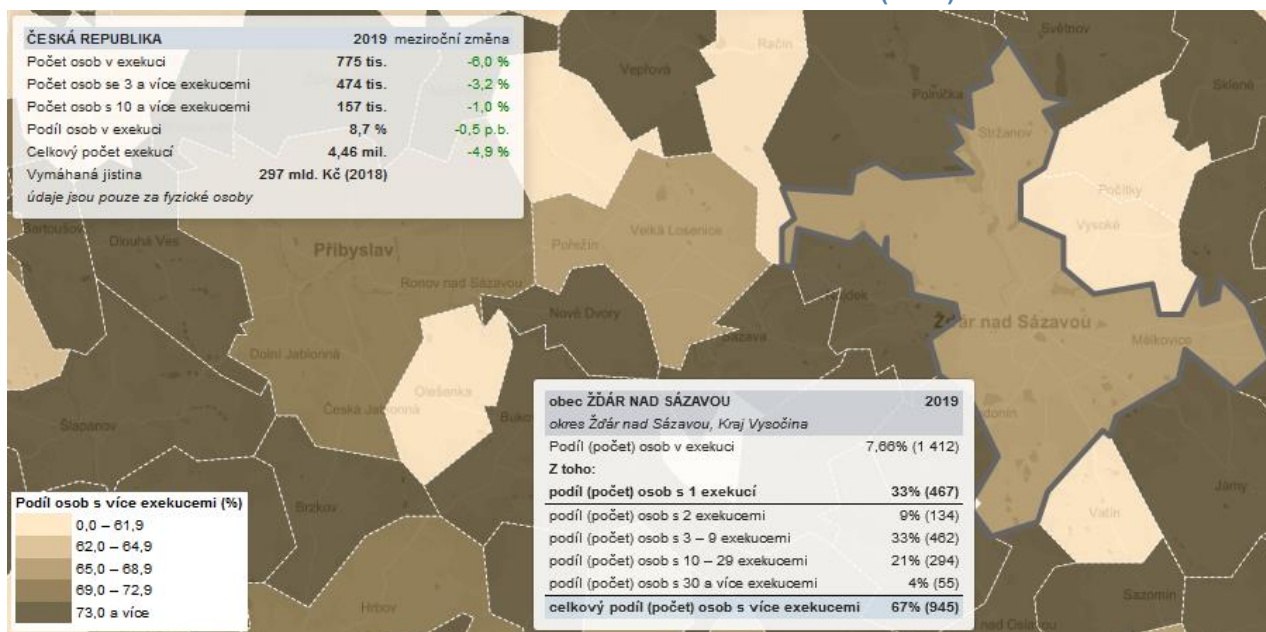 ČESKÁ REPUBLIKA 2019 meziroční změna
Počet osob v exekuci 775 tis. -6,0 %
Počet osob se 3 a více exekucemi 474 tis. -3,2 %
Počet osob s 10 a více exekucemi 157 tis. -1,0 %
Podíl osob v exekuci 8,7 % -0,5 p.b.
Celkový počet exekucí 4,46 mil. -4,9 %
Vymáhaná jistina 297 mld. Kč (2018)
údaje jsou pouze za fyzické osoby
Račín
Světnov
Vepřová
Polnička
Sklené
Stržanov
Počítky
Vysoké
Bartoušov
Dlouhá Ves
Přibyslav
Pořežín
Velká Losenice
Ronov nad Sázavou
Nové Dvory
Sázava
Žďár nad Sázavou
Mělkovice
Dolní Jablonná
Olešenka
Česká Jablonná
Šlapanov
Brzkov
Hrbov
Jámy
Vatín
Sazomín
obec ŽĎÁR NAD SÁZAVOU 2019
okres Žďár nad Sázavou, Kraj Vysočina
Podíl (počet) osob v exekuci 7,66% (1 412)
Z toho:
podíl (počet) osob s 1 exekucí 33% (467)
podíl (počet) osob s 2 exekucemi 9% (134)
podíl (počet) osob s 3 – 9 exekucemi 33% (462)
podíl (počet) osob s 10 – 29 exekucemi 21% (294)
podíl (počet) osob s 30 a více exekucemi 4% (55)
celkový podíl (počet) osob s více exekucemi 67% (945)
Podíl osob s více exekucemi (%)
0,0 – 61,9
62,0 – 64,9
65,0 – 68,9
69,0 – 72,9
73,0 a více